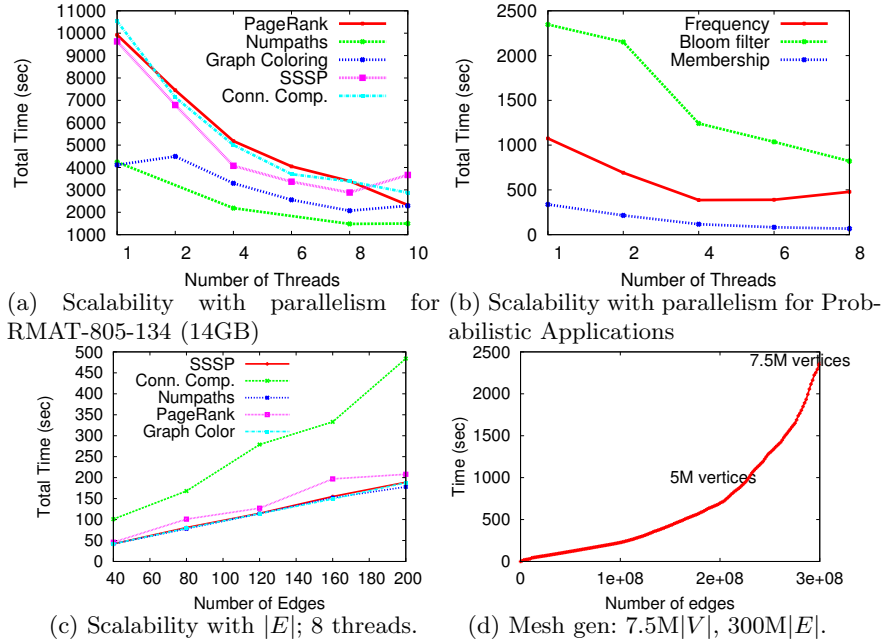 PageRank
Numpaths
Graph Coloring
SSSP
Conn. Comp.
11000
10000
9000
8000
7000
6000
5000
4000
3000
2000
1000
Total Time (sec)
1 2 4 6 8 10
Number of Threads
(a) Scalability with parallelism for
RMAT-805-134 (14GB)
Frequency
Bloom filter
Membership
2500
2000
1500
1000
500
0
Total Time (sec)
1 2 4 6 8
Number of Threads
(b) Scalability with parallelism for Prob-
abilistic Applications
SSSP
Conn. Comp.
Numpaths
PageRank
Graph Color
500
450
400
350
300
250
200
150
100
50
0
Total Time (sec)
40 60 80 100 120 140 160 180 200
Number of Edges
(c) Scalability with |E|; 8 threads.
2500
2000
1500
1000
500
0
Time (sec)
7.5M vertices
5M vertices
0 1e+08 2e+08 3e+08
Number of edges
(d) Mesh gen: 7.5M|V|, 300M|E|.